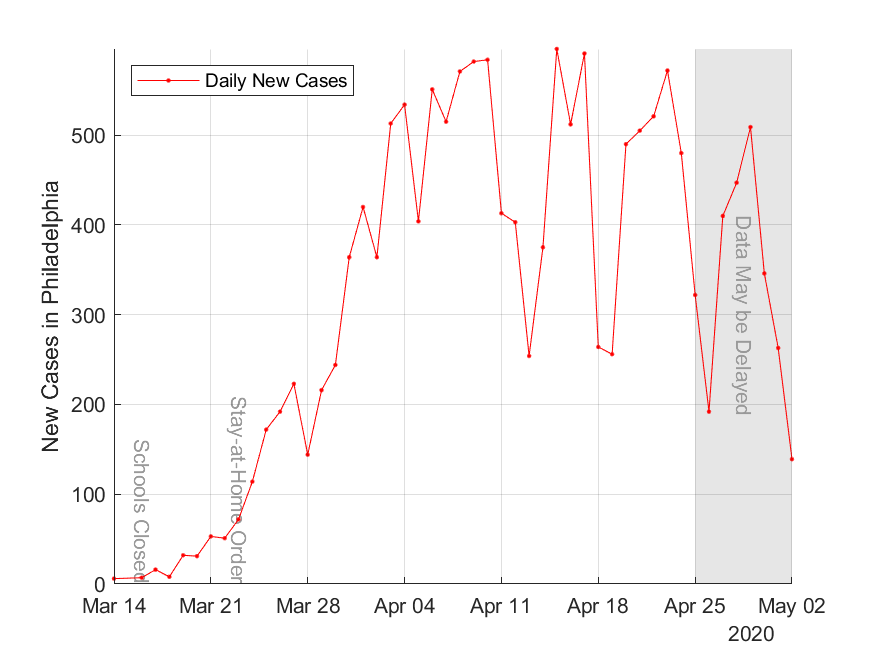 Daily New Cases
New Cases in Philadelphia
500
400
300
200
100
0
Schools Closed
Stay-at-Home Order
Data May be Delayed
Mar 14
Mar 21
Mar 28
Apr 04
Apr 11
Apr 18
Apr 25
May 02
2020